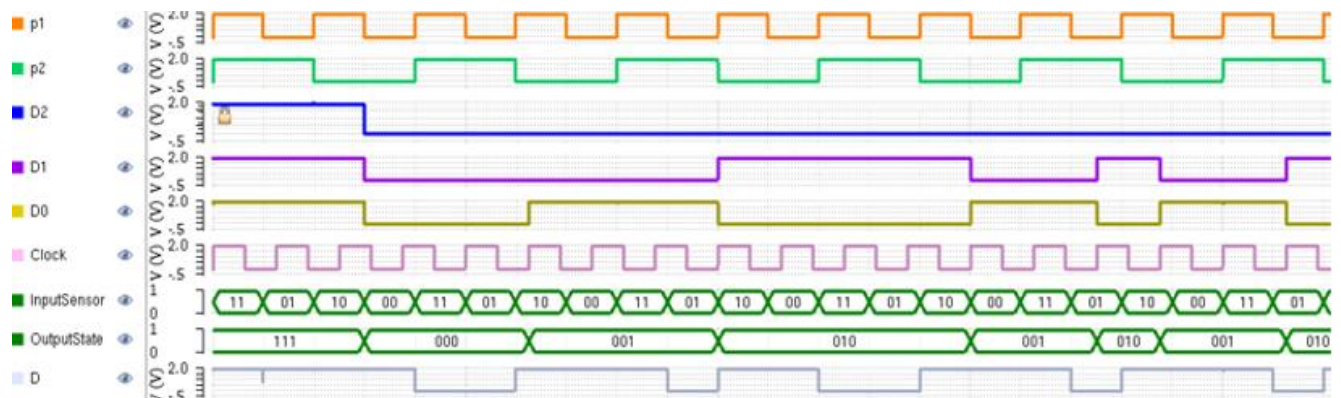 p1 V (V) 2.0 -.5
p2 V (V) 2.0 -.5
D2 V (V) 2.0 -.5
D1 V (V) 2.0 -.5
D0 V (V) 2.0 -.5
Clock V (V) 2.0 -.5
InputSensor 1 0 11 01 10 00 11 01 10 00 11 01 10 00 11 01 10 00 11 01 10 00 11 01
OutputState 1 0 111 000 001 010 001 010 001 010
D V (V) 2.0 -.5